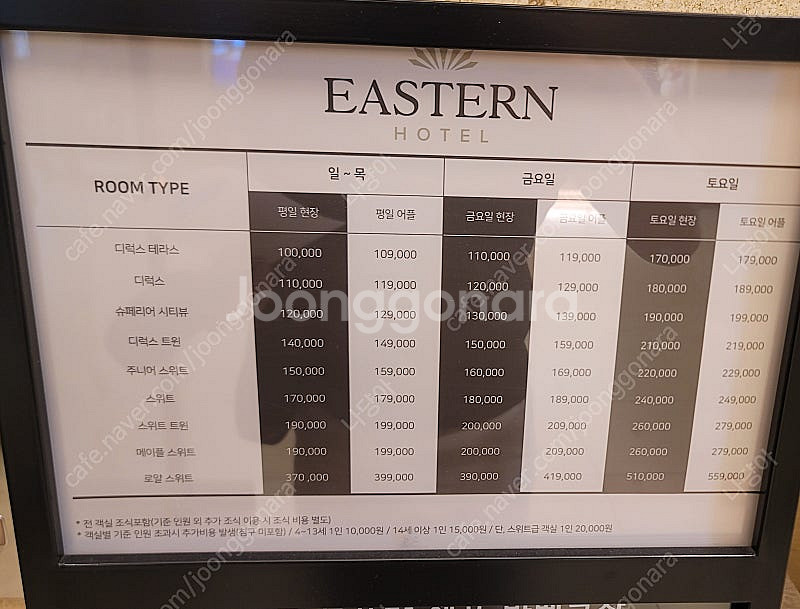 EASTERN
HOTEL
ROOM TYPE 일 ~ 목 금요일 토요일
평일 현장 평일 어플 금요일 현장 금요일 어플 토요일 현장 토요일 어플
디럭스 테라스 100,000 109,000 110,000 119,000 170,000 179,000
디럭스 110,000 119,000 120,000 129,000 180,000 189,000
슈페리어 시티뷰 120,000 129,000 130,000 139,000 190,000 199,000
디럭스 트윈 140,000 149,000 150,000 159,000 210,000 219,000
주니어 스위트 150,000 159,000 160,000 169,000 220,000 229,000
스위트 170,000 179,000 180,000 189,000 240,000 249,000
스위트 트윈 190,000 199,000 200,000 209,000 260,000 279,000
메이플 스위트 190,000 199,000 200,000 209,000 260,000 279,000
로얄 스위트 370,000 399,000 390,000 419,000 510,000 559,000
* 전 객실 조식포함(기준 인원 외 추가 조식 이용 시 조식 비용 별도)
* 객실별 기준 인원 초과시 추가비용 발생(침구 미포함) / 4~13세 1인 10,000원 / 14세 이상 1인 15,000원 / 단, 스위트급 객실 1인 20,000원
Joonggonara
cafe.naver.com/joonggonara